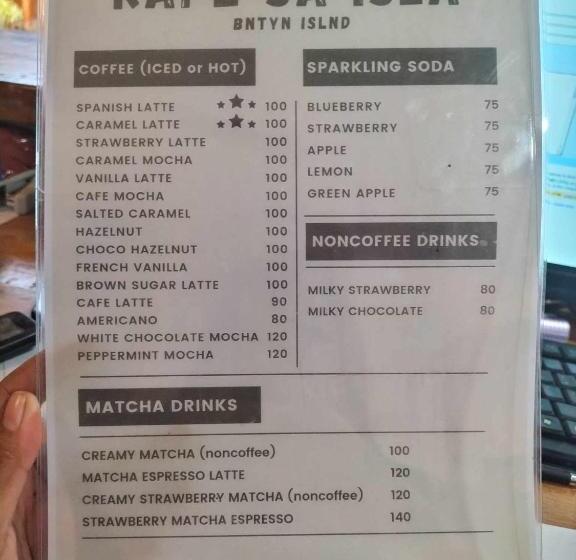 BNTYN ISLND
COFFEE (ICED or HOT)
SPANISH LATTE ★★★ 100
CARAMEL LATTE ★★★ 100
STRAWBERRY LATTE 100
CARAMEL MOCHA 100
VANILLA LATTE 100
CAFE MOCHA 100
SALTED CARAMEL 100
HAZELNUT 100
CHOCO HAZELNUT 100
FRENCH VANILLA 100
BROWN SUGAR LATTE 100
CAFE LATTE 90
AMERICANO 80
WHITE CHOCOLATE MOCHA 120
PEPPERMINT MOCHA 120
SPARKLING SODA
BLUEBERRY 75
STRAWBERRY 75
APPLE 75
LEMON 75
GREEN APPLE 75
NONCOFFEE DRINKS
MILKY STRAWBERRY 80
MILKY CHOCOLATE 80
MATCHA DRINKS
CREAMY MATCHA (noncoffee) 100
MATCHA ESPRESSO LATTE 120
CREAMY STRAWBERRY MATCHA (noncoffee) 120
STRAWBERRY MATCHA ESPRESSO 140